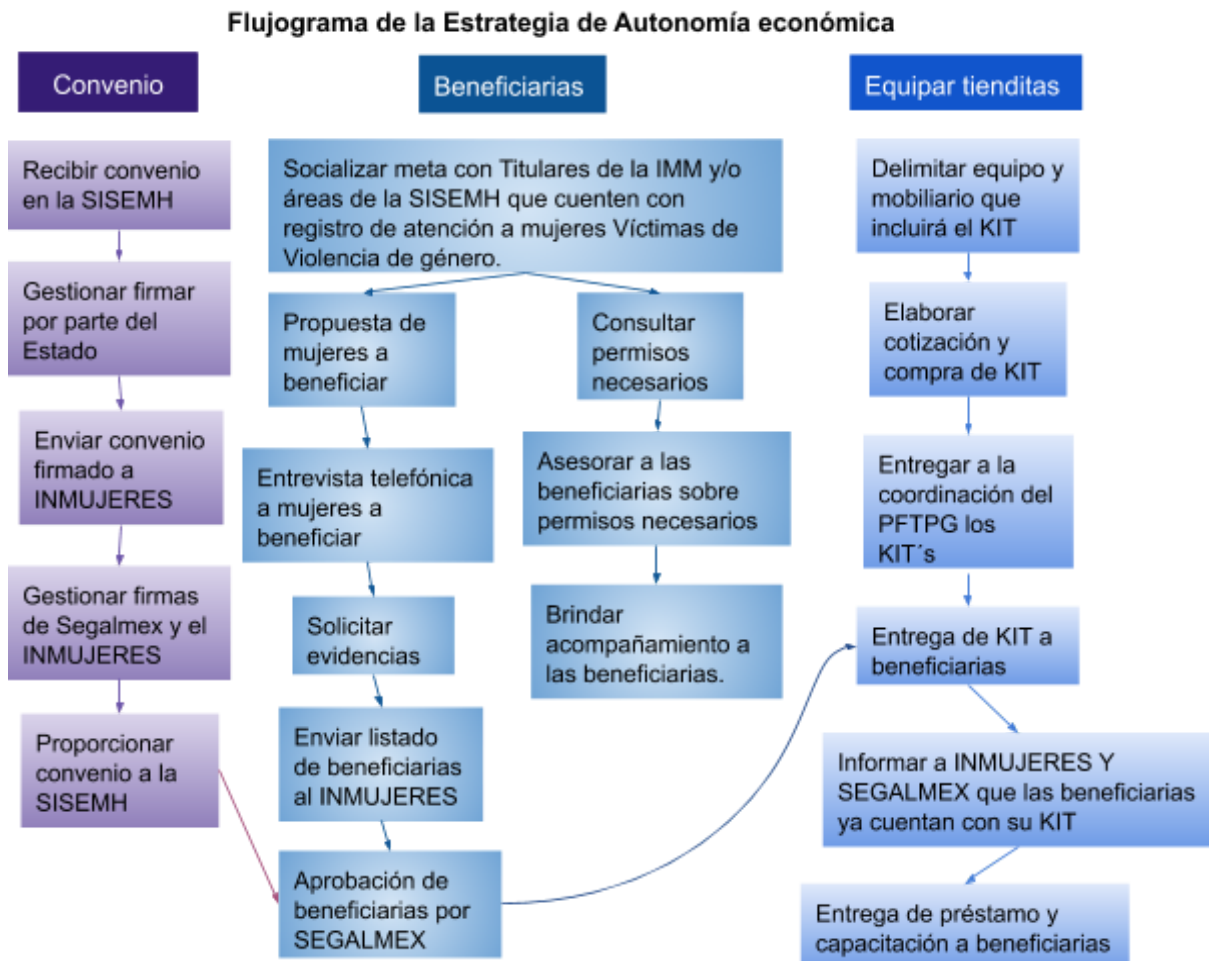 Flujograma de la Estrategia de Autonomía económica
Convenio
Recibir convenio
en la SISEMH
Gestionar firmar
por parte del
Estado
Enviar convenio
firmado a
INMUJERES
Gestionar firmas
de Segalmex y el
INMUJERES
Proporcionar
convenio a la
SISEMH
Beneficiarias
Socializar meta con Titulares de la IMM y/o
áreas de la SISEMH que cuenten con
registro de atención a mujeres Víctimas de
Violencia de género.
Propuesta de
mujeres a
beneficiar
Entrevista telefónica
a mujeres a
beneficiar
Solicitar
evidencias
Enviar listado
de beneficiarias
al INMUJERES
Aprobación de
beneficiarias por
SEGALMEX
Consultar
permisos
necesarios
Asesorar a las
beneficiarias sobre
permisos necesarios
Brindar
acompañamiento a
las beneficiarias.
Equipar tienditas
Delimitar equipo y
mobiliario que
incluirá el KIT
Elaborar
cotización y
compra de KIT
Entregar a la
coordinación del
PFTPG los
KIT´s
Entrega de KIT a
beneficiarias
Informar a INMUJERES Y
SEGALMEX que las beneficiarias
ya cuentan con su KIT
Entrega de préstamo y
capacitación a beneficiarias